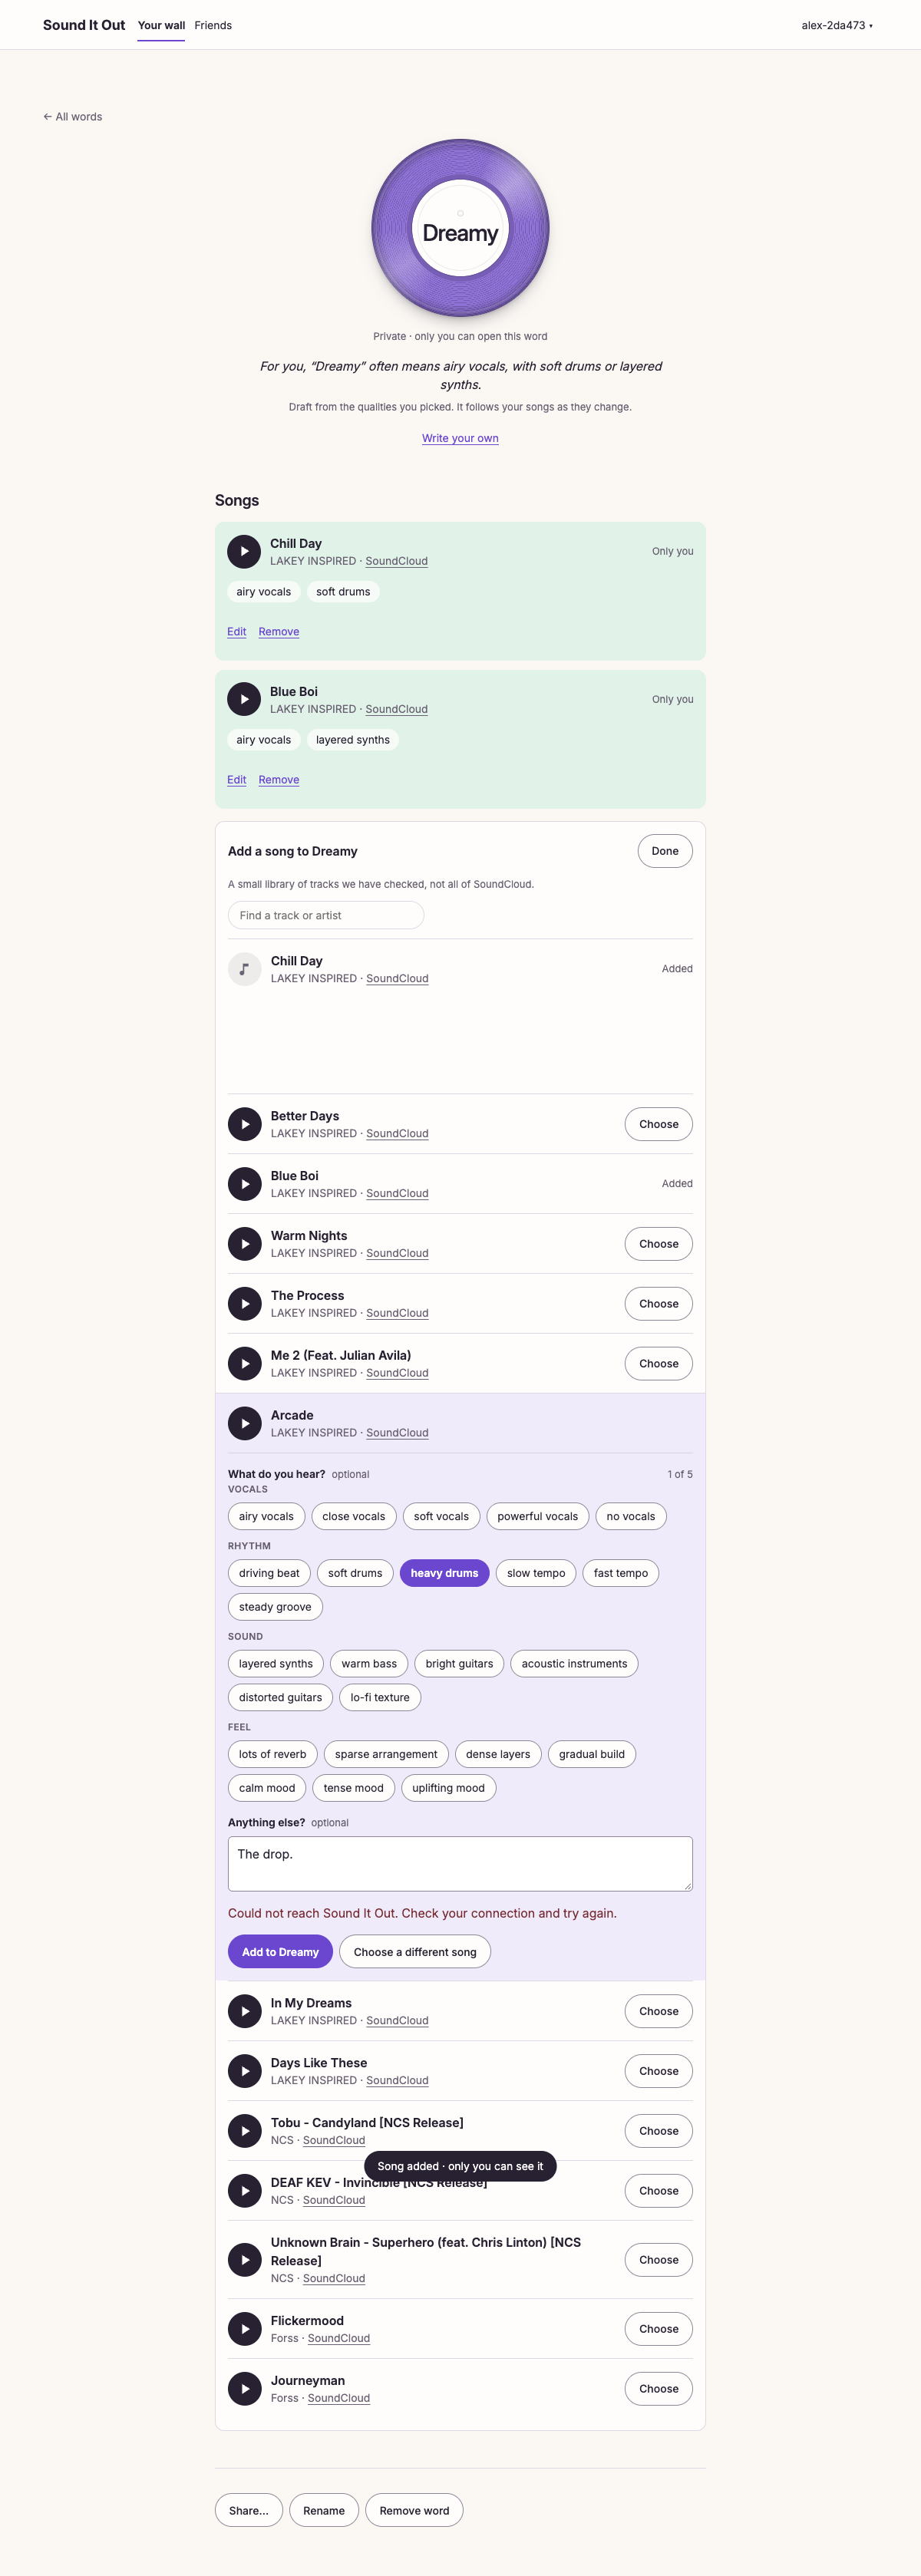 Sound It Out
Your wall
Friends
alex-2da473 ▾
← All words
Dreamy
Private · only you can open this word
For you, “Dreamy” often means airy vocals, with soft drums or layered
synths.
Draft from the qualities you picked. It follows your songs as they change.
Write your own
Songs
Chill Day
LAKEY INSPIRED · SoundCloud
Only you
airy vocals
soft drums
Edit
Remove
Blue Boi
LAKEY INSPIRED · SoundCloud
Only you
airy vocals
layered synths
Edit
Remove
Add a song to Dreamy
Done
A small library of tracks we have checked, not all of SoundCloud.
Find a track or artist
Chill Day
LAKEY INSPIRED · SoundCloud
Added
Better Days
LAKEY INSPIRED · SoundCloud
Choose
Blue Boi
LAKEY INSPIRED · SoundCloud
Added
Warm Nights
LAKEY INSPIRED · SoundCloud
Choose
The Process
LAKEY INSPIRED · SoundCloud
Choose
Me 2 (Feat. Julian Avila)
LAKEY INSPIRED · SoundCloud
Choose
Arcade
LAKEY INSPIRED · SoundCloud
What do you hear? optional
1 of 5
VOCALS
airy vocals
close vocals
soft vocals
powerful vocals
no vocals
RHYTHM
driving beat
soft drums
heavy drums
slow tempo
fast tempo
steady groove
SOUND
layered synths
warm bass
bright guitars
acoustic instruments
distorted guitars
lo-fi texture
FEEL
lots of reverb
sparse arrangement
dense layers
gradual build
calm mood
tense mood
uplifting mood
Anything else? optional
The drop.
Could not reach Sound It Out. Check your connection and try again.
Add to Dreamy
Choose a different song
In My Dreams
LAKEY INSPIRED · SoundCloud
Choose
Days Like These
LAKEY INSPIRED · SoundCloud
Choose
Tobu - Candyland [NCS Release]
NCS · SoundCloud
Choose
Song added · only you can see it
DEAF KEV - Invincible [NCS Release]
NCS · SoundCloud
Choose
Unknown Brain - Superhero (feat. Chris Linton) [NCS
Release]
NCS · SoundCloud
Choose
Flickermood
Forss · SoundCloud
Choose
Journeyman
Forss · SoundCloud
Choose
Share...
Rename
Remove word